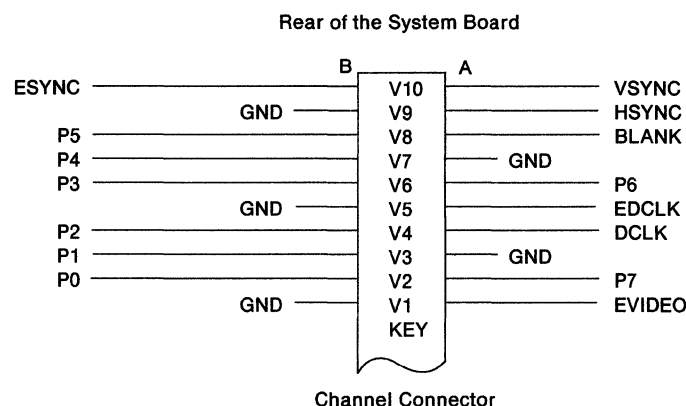 Rear of the System Board
B A
ESYNC V10 VSYNC
GND V9 HSYNC
P5 V8 BLANK
P4 V7 GND
P3 V6 P6
GND V5 EDCLK
P2 V4 DCLK
P1 V3 GND
P0 V2 P7
GND V1 EVIDEO
KEY
Channel Connector